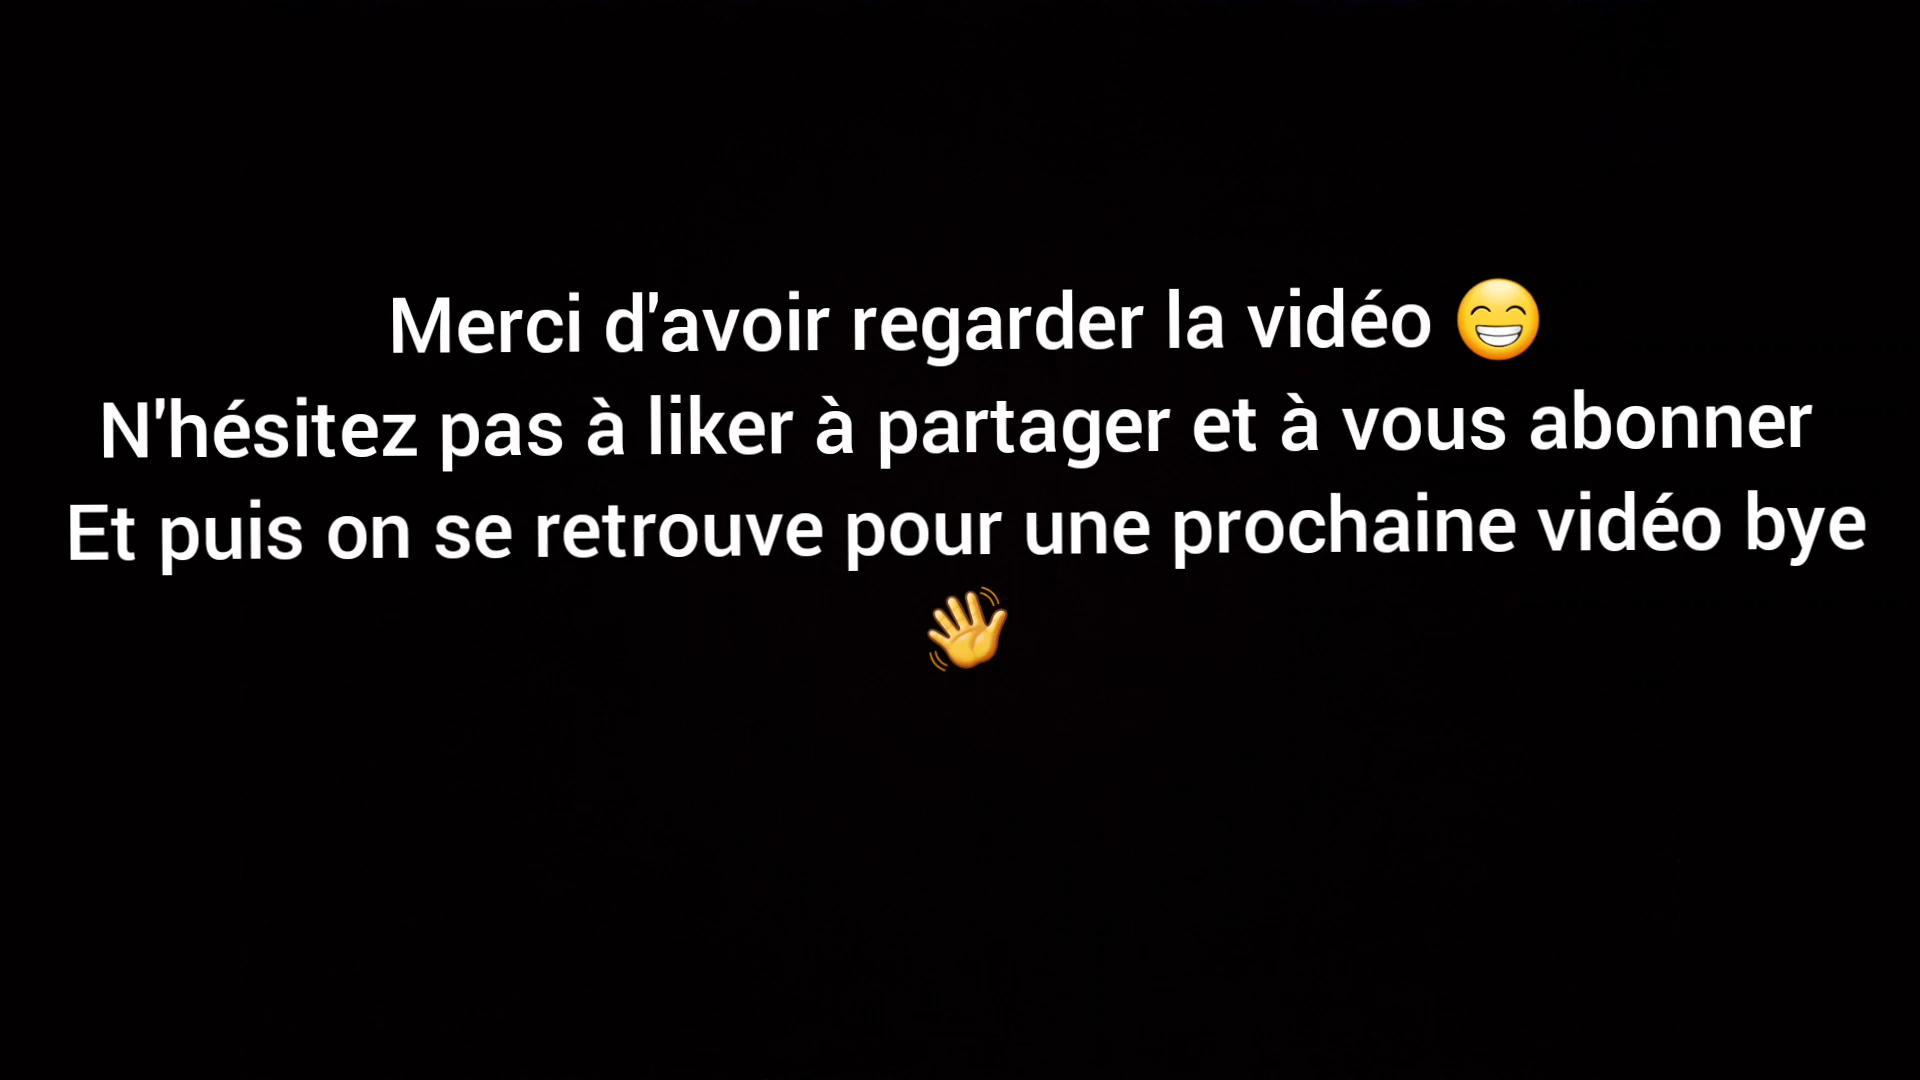 Merci d'avoir regarder la vidéo 😁
N'hésitez pas à liker à partager et à vous abonner
Et puis on se retrouve pour une prochaine vidéo bye
👋